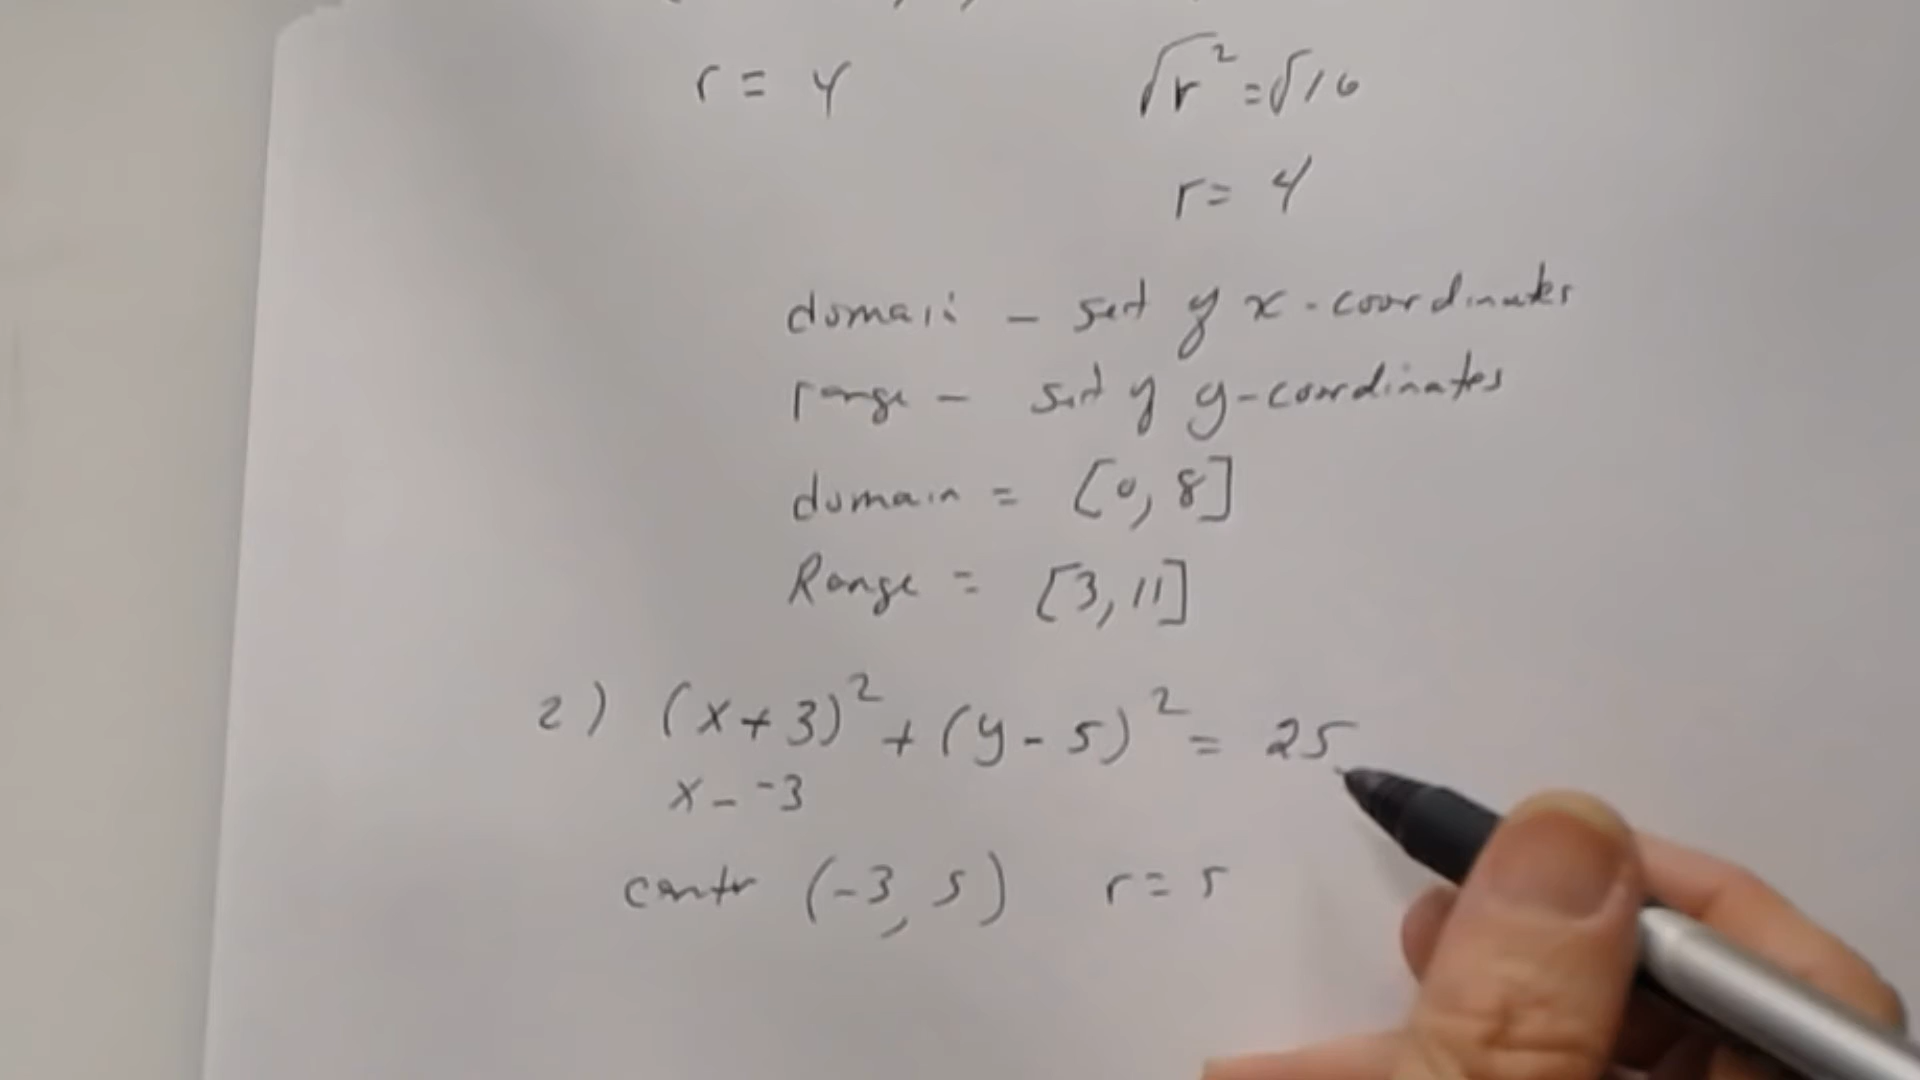 r = 4
√r² = √16
r = 4
domain - set of x-coordinates
range - set of y-coordinates
domain = [0, 8]
Range = [3, 11]
2) (x+3)² + (y-5)² = 25
x - -3
centr (-3, 5) r = 5